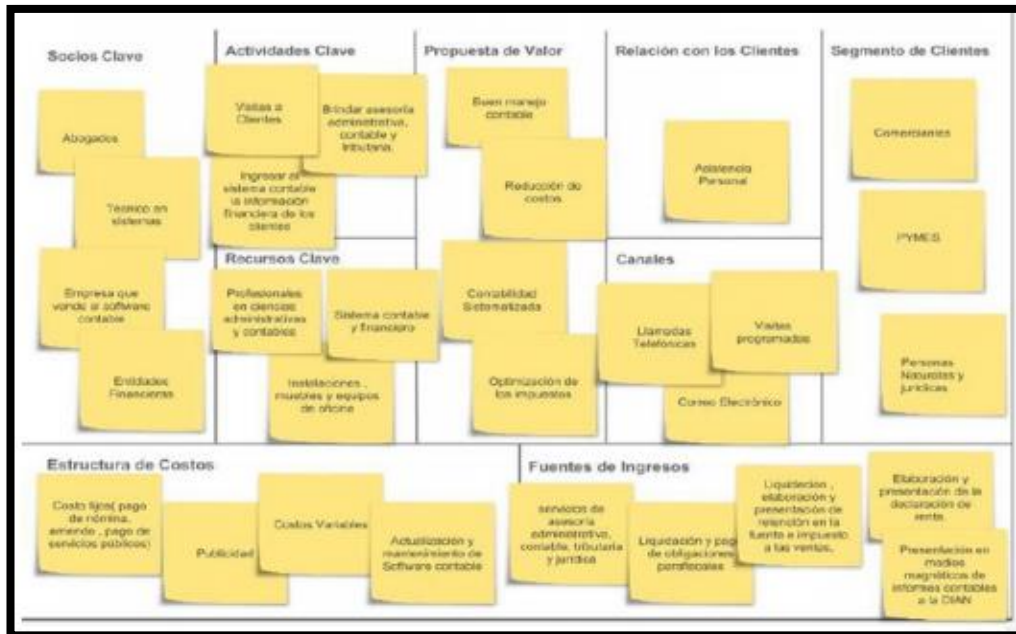 Socios Clave
Abogados
Técnico en
sistemas
Empresa que
vende el software
contable
Entidades
Financieras
Actividades Clave
Visitas a
Clientes
Brindar asesoría
administrativa,
contable y
tributaria.
Ingresar al
sistema contable
la información
financiera de los
clientes
Recursos Clave
Profesionales
en ciencias
administrativas
y contables
Sistema contable
y financiero
Instalaciones ,
muebles y equipos
de oficina
Propuesta de Valor
Buen manejo
contable
Reducción de
costos
Contabilidad
Sistematizada
Optimización de
los impuestos
Relación con los Clientes
Asistencia
Personal
Canales
Llamadas
Telefónicas
Visitas
programadas
Correo Electrónico
Segmento de Clientes
Comerciantes
PYMES
Personas
Naturales y
jurídicas
Estructura de Costos
Costo fijos( pago
de nómina,
arriendo , pago de
servicios públicos)
Publicidad
Costos Variables
Actualización y
mantenimiento de
Software contable
Fuentes de Ingresos
servicios de
asesoría
administrativa,
contable, tributaria
y jurídica
Liquidación y pago
de obligaciones
parafiscales
Liquidación ,
elaboración y
presentación de
retención en la
fuente e impuesto
a las ventas.
Elaboración y
presentación de la
declaración de
renta.
Presentación en
medios
magnéticos de
informes contables
a la DIAN